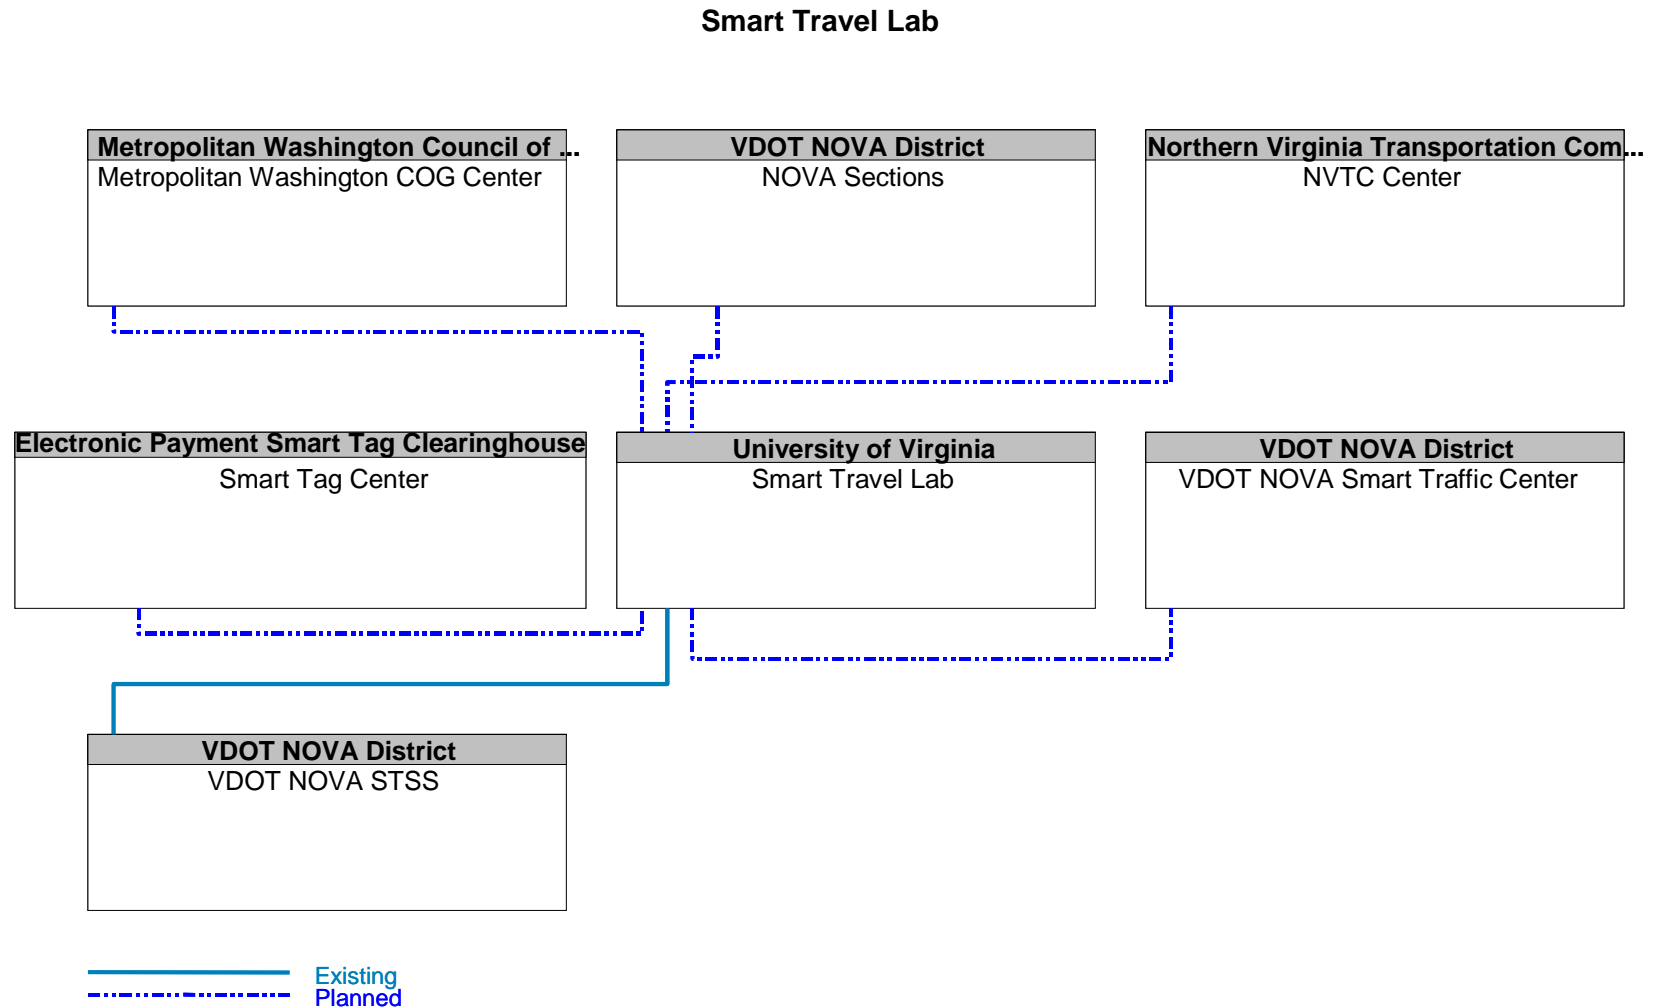 Smart Travel Lab
Metropolitan Washington Council of ...
Metropolitan Washington COG Center
VDOT NOVA District
NOVA Sections
Northern Virginia Transportation Com...
NVTC Center
Electronic Payment Smart Tag Clearinghouse
Smart Tag Center
University of Virginia
Smart Travel Lab
VDOT NOVA District
VDOT NOVA Smart Traffic Center
VDOT NOVA District
VDOT NOVA STSS
Existing
Planned